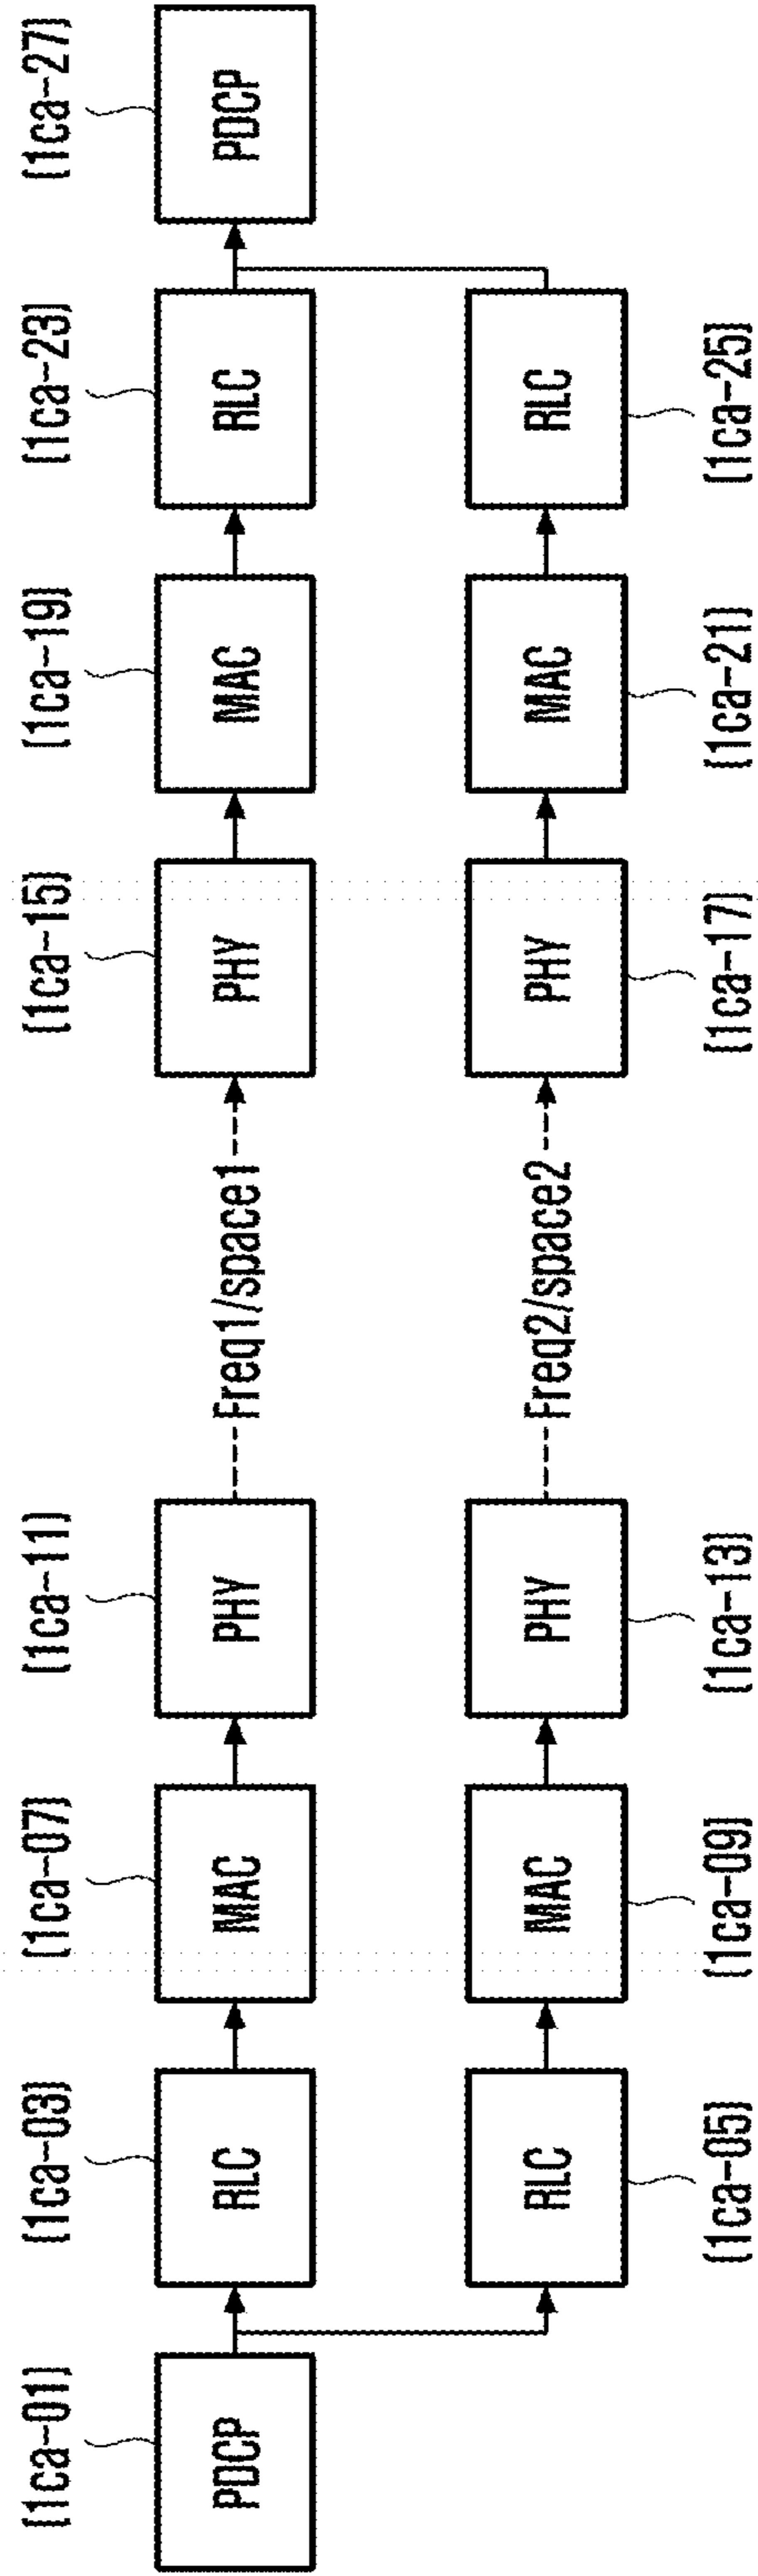 (1ca-01)
(1ca-03)
(1ca-07)
(1ca-11)
(1ca-15)
(1ca-19)
(1ca-23)
(1ca-27)
PDCP
RLC
MAC
PHY
Freq1/space1
PHY
MAC
RLC
PDCP
RLC
MAC
PHY
Freq2/space2
PHY
MAC
RLC
(1ca-05)
(1ca-09)
(1ca-13)
(1ca-17)
(1ca-21)
(1ca-25)